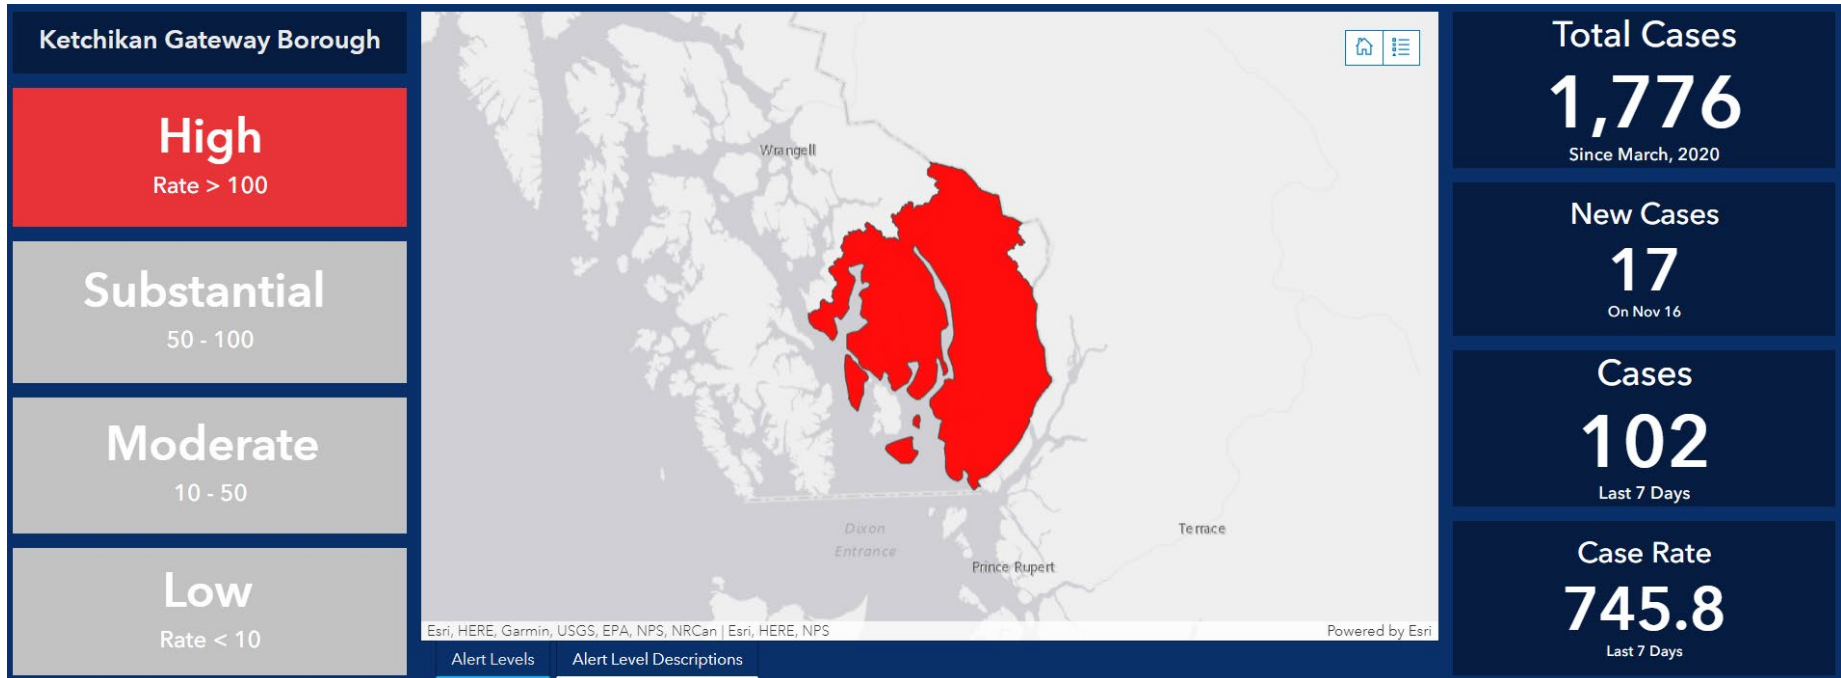 Ketchikan Gateway Borough
High
Rate > 100
Substantial
50 - 100
Moderate
10 - 50
Low
Rate < 10
Wrangell
Dixon
Entrance
Prince Rupert
Terrace
Esri, HERE, Garmin, USGS, EPA, NPS, NRCan | Esri, HERE, NPS
Powered by Esri
Alert Levels
Alert Level Descriptions
Total Cases
1,776
Since March, 2020
New Cases
17
On Nov 16
Cases
102
Last 7 Days
Case Rate
745.8
Last 7 Days